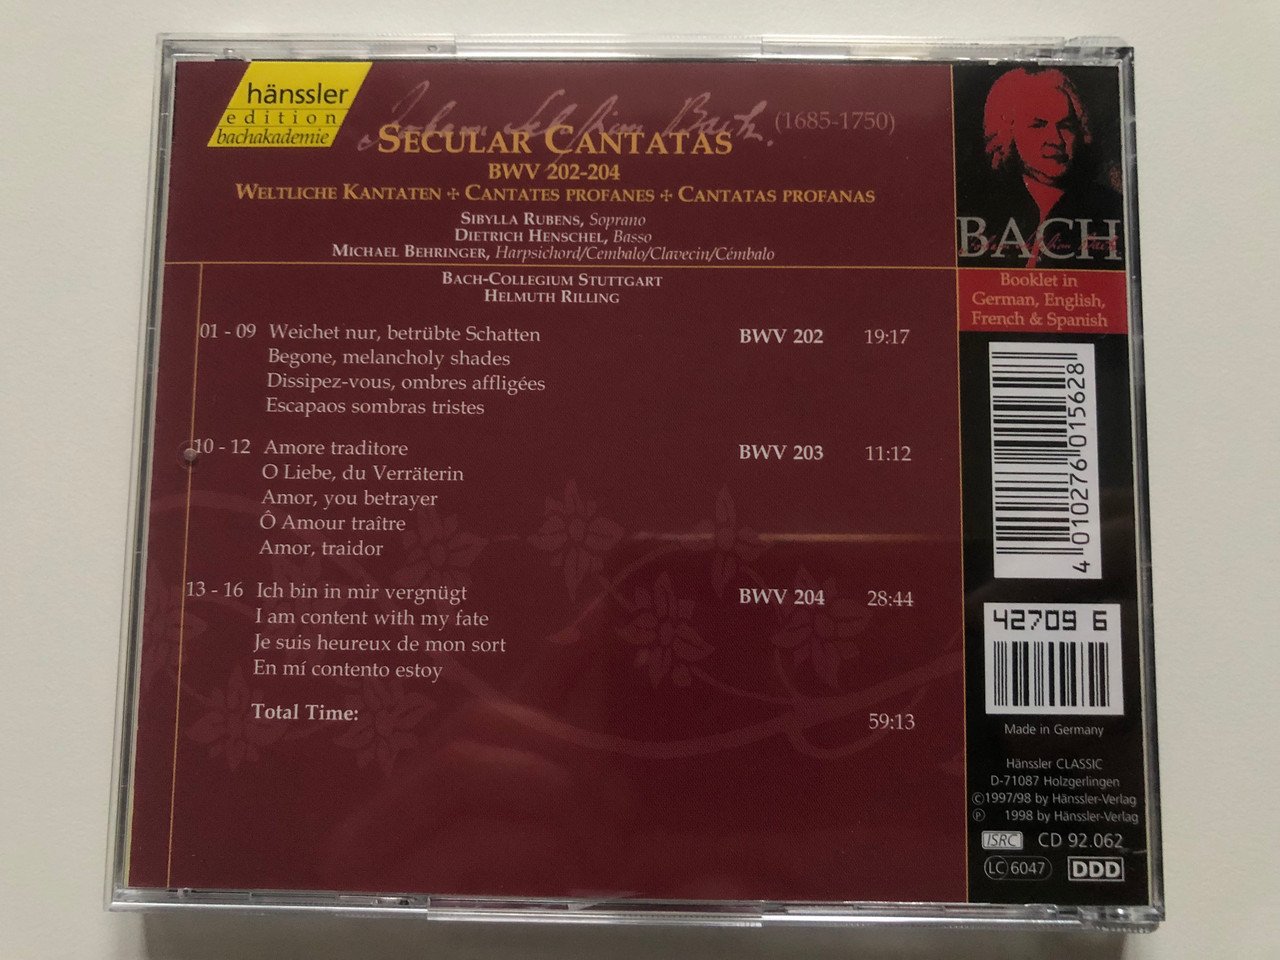 hänssler
edition
bachakademie
Johann Sebastian Bach. (1685-1750)
SECULAR CANTATAS
BWV 202-204
WELTLICHE KANTATEN ✢ CANTATES PROFANES ✢ CANTATAS PROFANAS
SIBYLLA RUBENS, Soprano
DIETRICH HENSCHEL, Basso
MICHAEL BEHRINGER, Harpsichord/Cembalo/Clavecin/Cémbalo
BACH-COLLEGIUM STUTTGART
HELMUTH RILLING
01 - 09 Weichet nur, betrübte Schatten BWV 202 19:17
Begone, melancholy shades
Dissipez-vous, ombres affligées
Escapaos sombras tristes
10 - 12 Amore traditore BWV 203 11:12
O Liebe, du Verräterin
Amor, you betrayer
Ô Amour traître
Amor, traidor
13 - 16 Ich bin in mir vergnügt BWV 204 28:44
I am content with my fate
Je suis heureux de mon sort
En mí contento estoy
Total Time: 59:13
BACH
Johann Sebastian Bach
Booklet in
German, English,
French & Spanish
4 010276 015628
42709 6
Made in Germany
Hänssler CLASSIC
D-71087 Holzgerlingen
©1997/98 by Hänssler-Verlag
℗ 1998 by Hänssler-Verlag
ISRC CD 92.062
LC 6047 DDD